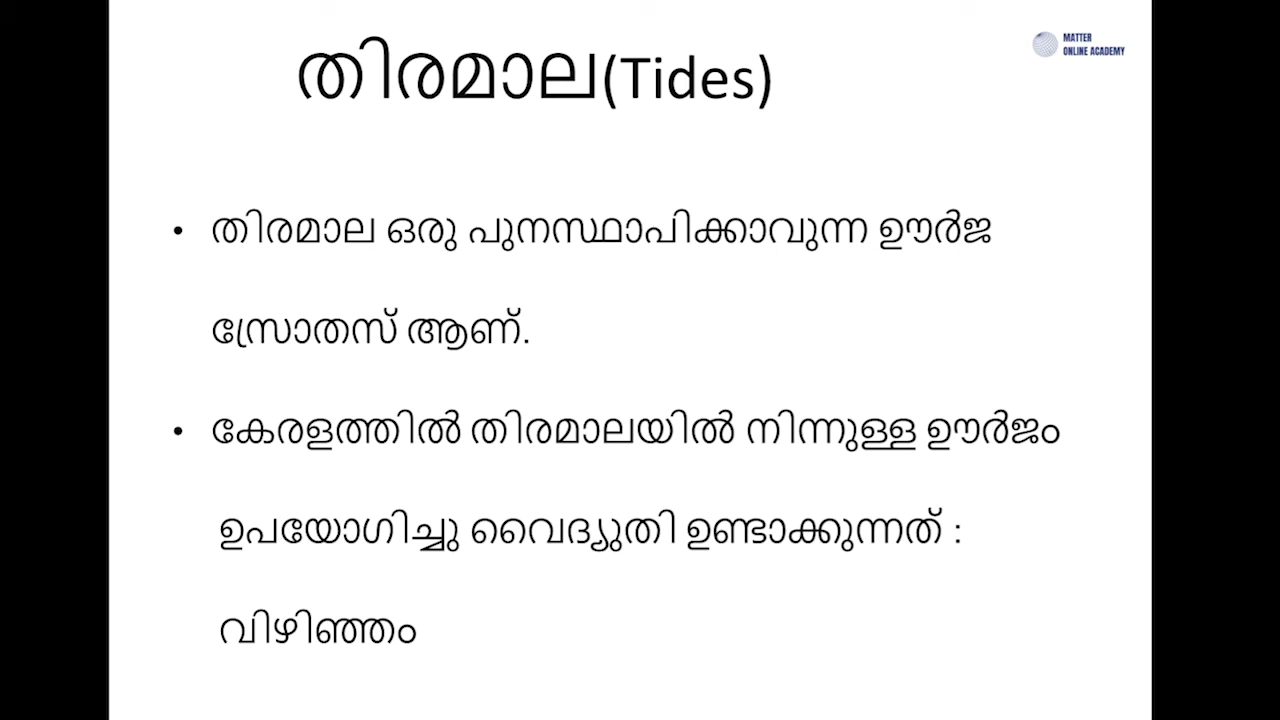 തിരമാല(Tides)
MATTER
ONLINE ACADEMY
• തിരമാല ഒരു പുനസ്ഥാപിക്കാവുന്ന ഊർജ
സ്രോതസ് ആണ്.
• കേരളത്തിൽ തിരമാലയിൽ നിന്നുള്ള ഊർജം
ഉപയോഗിച്ചു വൈദ്യുതി ഉണ്ടാക്കുന്നത് :
വിഴിഞ്ഞം